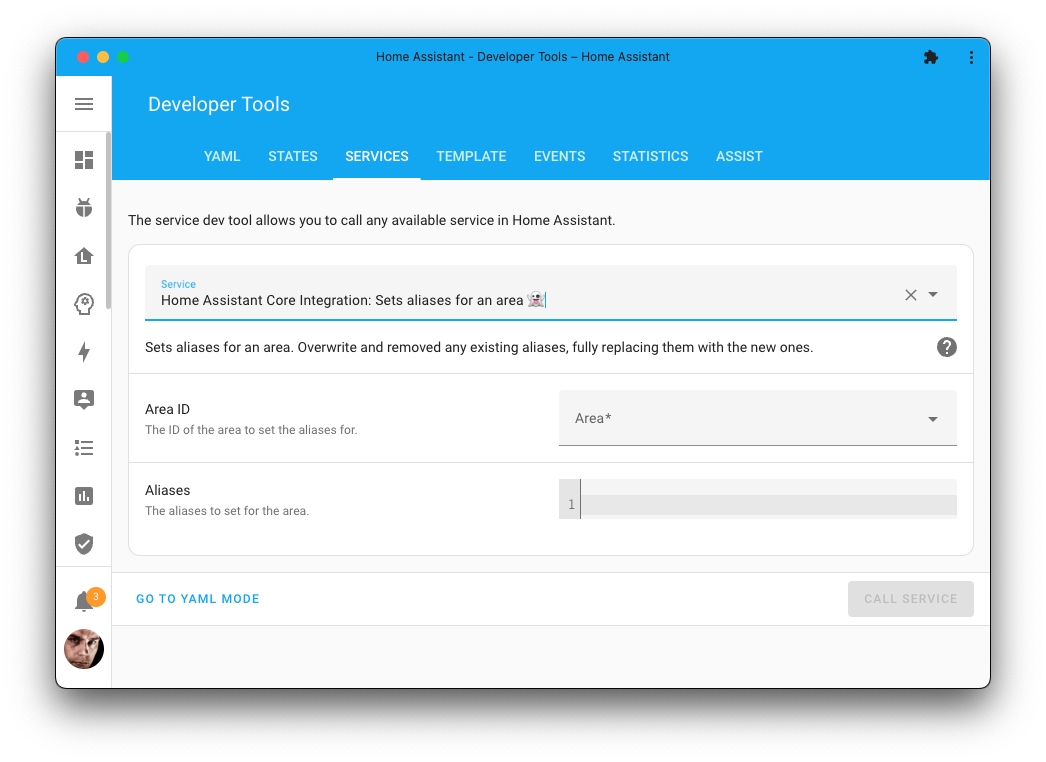 Home Assistant - Developer Tools – Home Assistant
Developer Tools
YAML STATES SERVICES TEMPLATE EVENTS STATISTICS ASSIST
The service dev tool allows you to call any available service in Home Assistant.
Service
Home Assistant Core Integration: Sets aliases for an area 👻
Sets aliases for an area. Overwrite and removed any existing aliases, fully replacing them with the new ones.
Area ID
The ID of the area to set the aliases for.
Area*
Aliases
The aliases to set for the area.
1
3
GO TO YAML MODE
CALL SERVICE